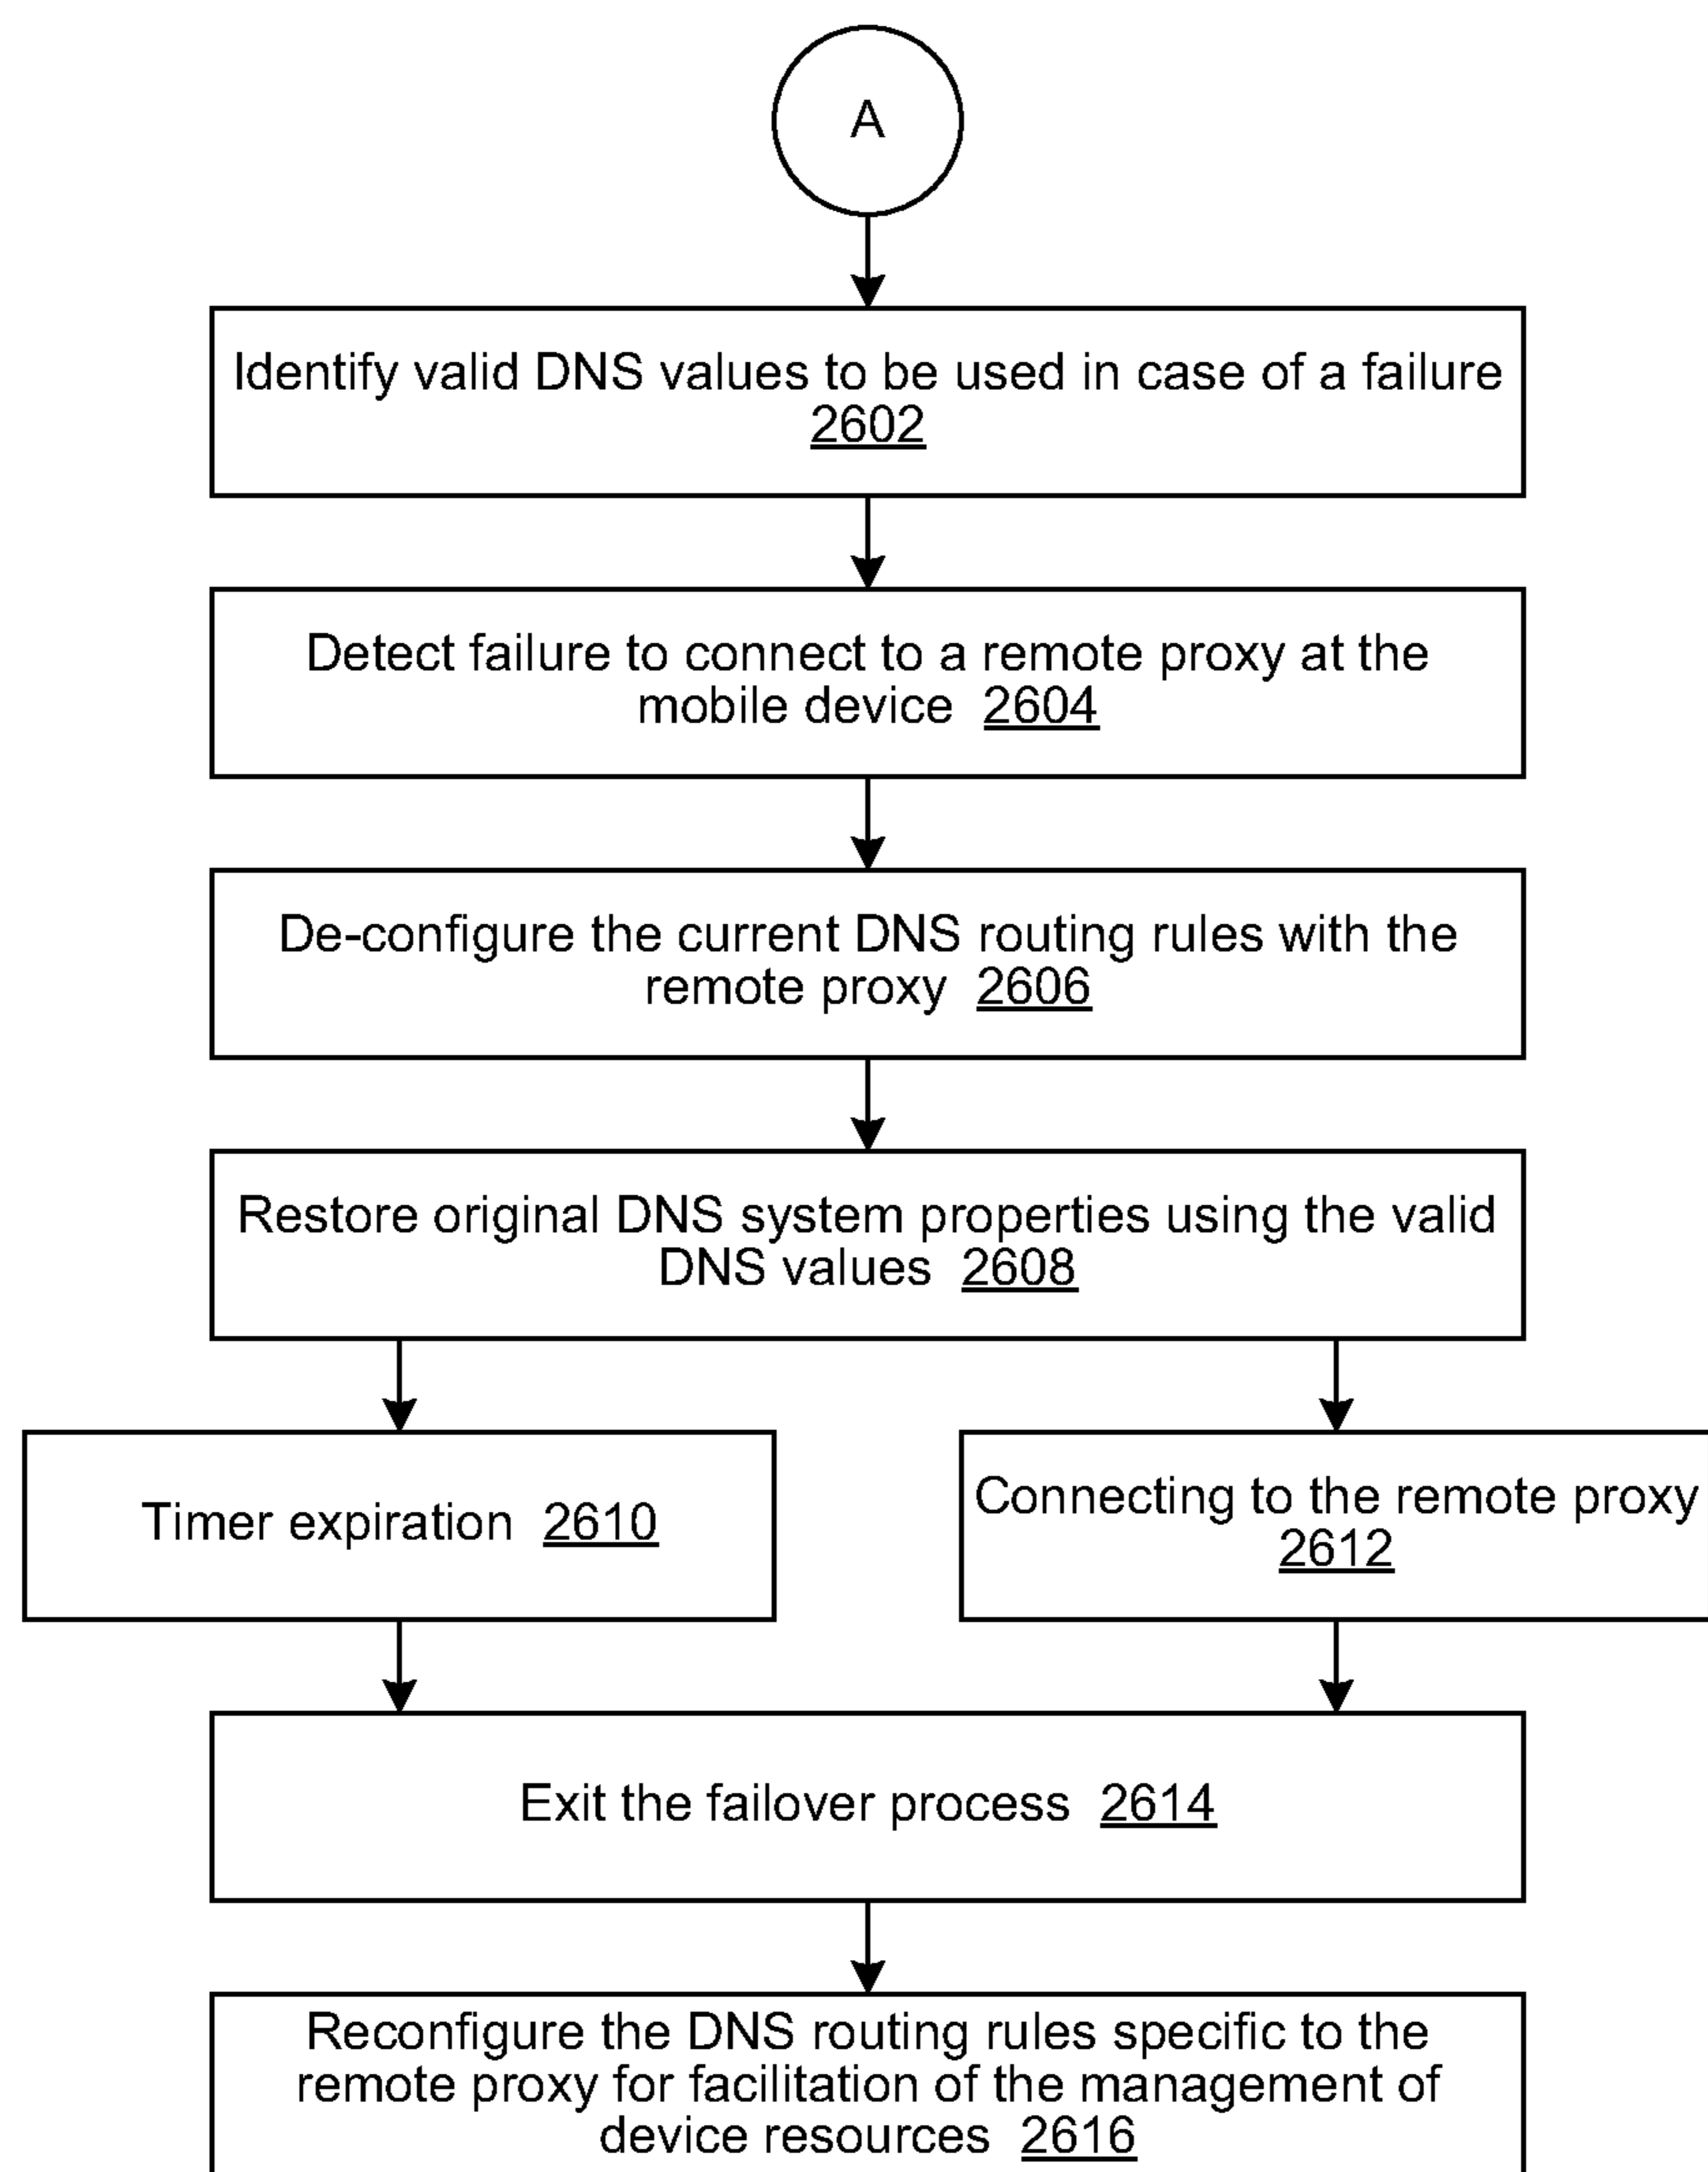 A
Identify valid DNS values to be used in case of a failure
2602
Detect failure to connect to a remote proxy at the
mobile device 2604
De-configure the current DNS routing rules with the
remote proxy 2606
Restore original DNS system properties using the valid
DNS values 2608
Timer expiration 2610
Connecting to the remote proxy
2612
Exit the failover process 2614
Reconfigure the DNS routing rules specific to the
remote proxy for facilitation of the management of
device resources 2616